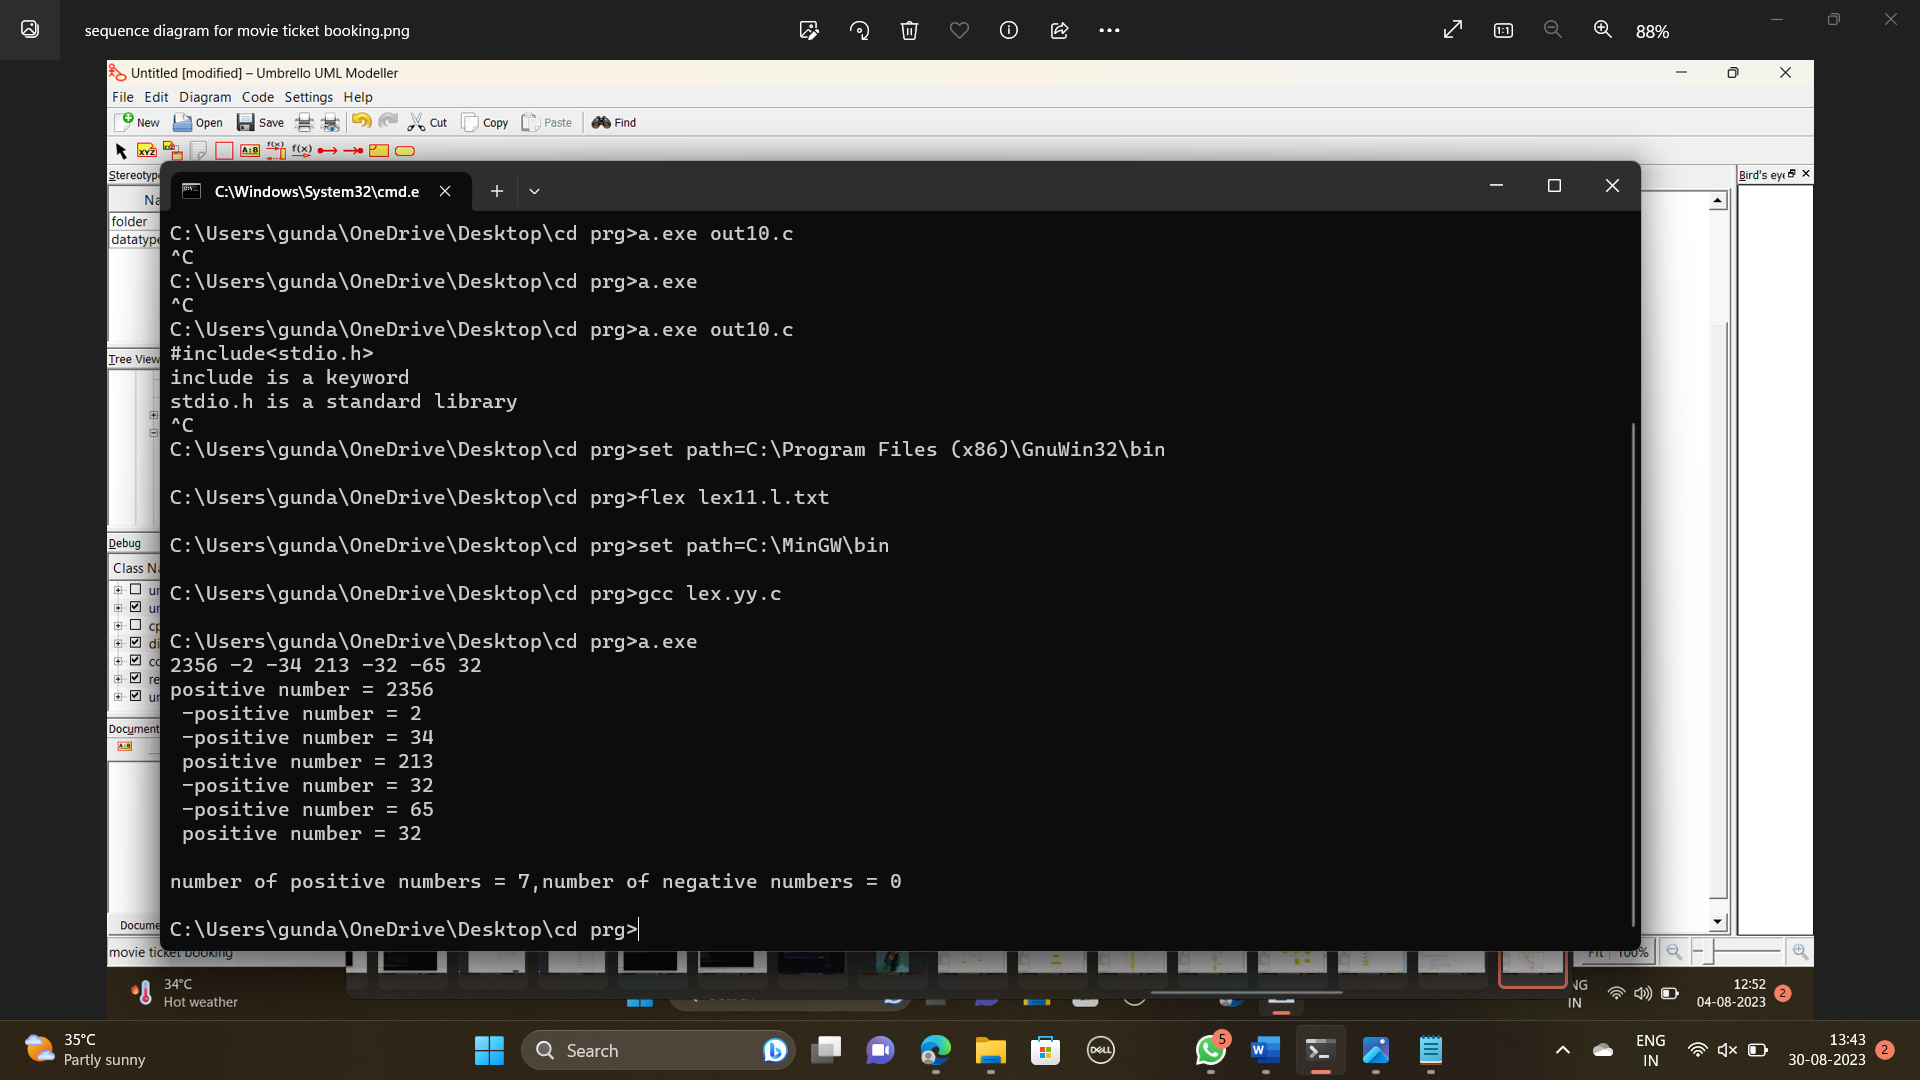 sequence diagram for movie ticket booking.png
88%
Untitled [modified] – Umbrello UML Modeller
File Edit Diagram Code Settings Help
New Open Save Cut Copy Paste Find
Stereotype
Bird's eye
folder
datatype
Tree View
Debug
Class Na
Document
Docume
C:\Windows\System32\cmd.e
C:\Users\gunda\OneDrive\Desktop\cd prg>a.exe out10.c
^C
C:\Users\gunda\OneDrive\Desktop\cd prg>a.exe
^C
C:\Users\gunda\OneDrive\Desktop\cd prg>a.exe out10.c
#include<stdio.h>
include is a keyword
stdio.h is a standard library
^C
C:\Users\gunda\OneDrive\Desktop\cd prg>set path=C:\Program Files (x86)\GnuWin32\bin
C:\Users\gunda\OneDrive\Desktop\cd prg>flex lex11.l.txt
C:\Users\gunda\OneDrive\Desktop\cd prg>set path=C:\MinGW\bin
C:\Users\gunda\OneDrive\Desktop\cd prg>gcc lex.yy.c
C:\Users\gunda\OneDrive\Desktop\cd prg>a.exe
2356 -2 -34 213 -32 -65 32
positive number = 2356
-positive number = 2
-positive number = 34
positive number = 213
-positive number = 32
-positive number = 65
positive number = 32
number of positive numbers = 7,number of negative numbers = 0
C:\Users\gunda\OneDrive\Desktop\cd prg>
movie ticket booking
Fit 100%
34°C
Hot weather
IN
12:52
04-08-2023
2
35°C
Partly sunny
Search
DELL
5
ENG
IN
13:43
30-08-2023
2